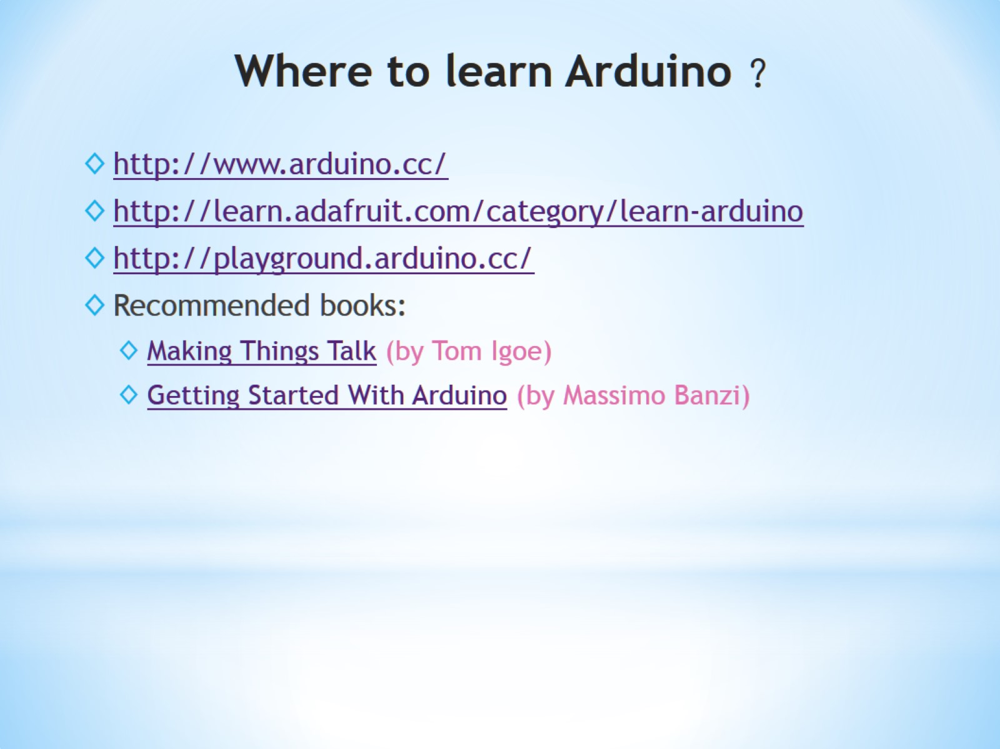 Where to learn Arduino ?
http://www.arduino.cc/
http://learn.adafruit.com/category/learn-arduino
http://playground.arduino.cc/
Recommended books:
Making Things Talk (by Tom Igoe)
Getting Started With Arduino (by Massimo Banzi)